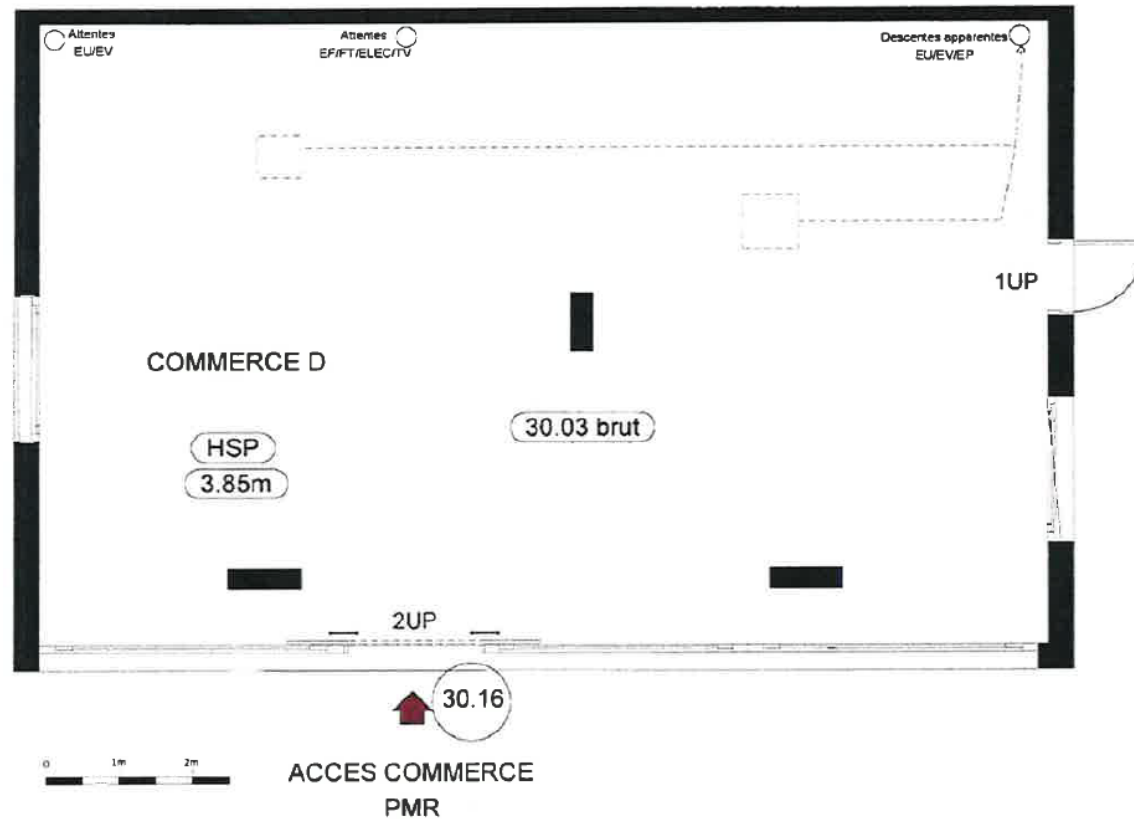 Attentes
EU/EV
Attentes
EF/FT/ELEC/TV
Descentes apparentes
EU/EV/EP
1UP
COMMERCE D
30.03 brut
HSP
3.85m
2UP
30.16
0 1m 2m
ACCES COMMERCE
PMR